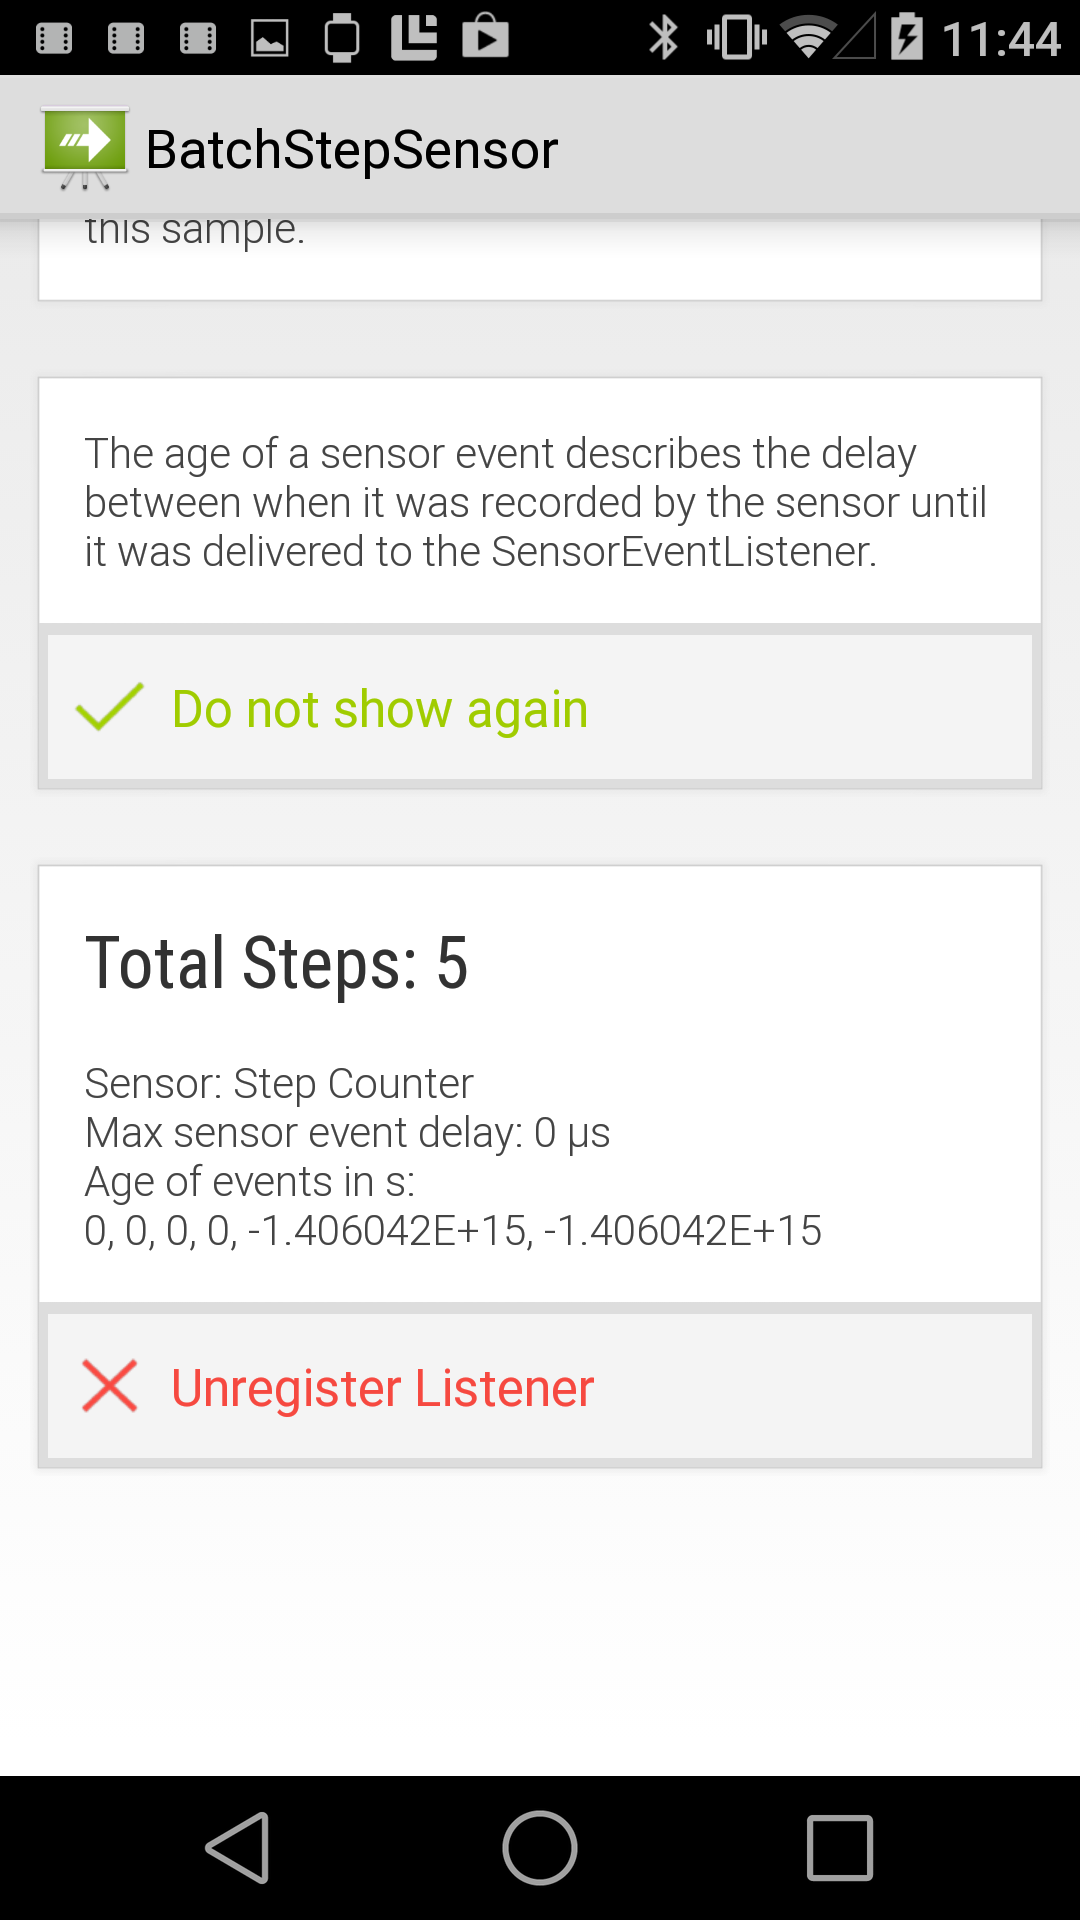 11:44
BatchStepSensor
this sample.
The age of a sensor event describes the delay
between when it was recorded by the sensor until
it was delivered to the SensorEventListener.
Do not show again
Total Steps: 5
Sensor: Step Counter
Max sensor event delay: 0 µs
Age of events in s:
0, 0, 0, 0, -1.406042E+15, -1.406042E+15
Unregister Listener